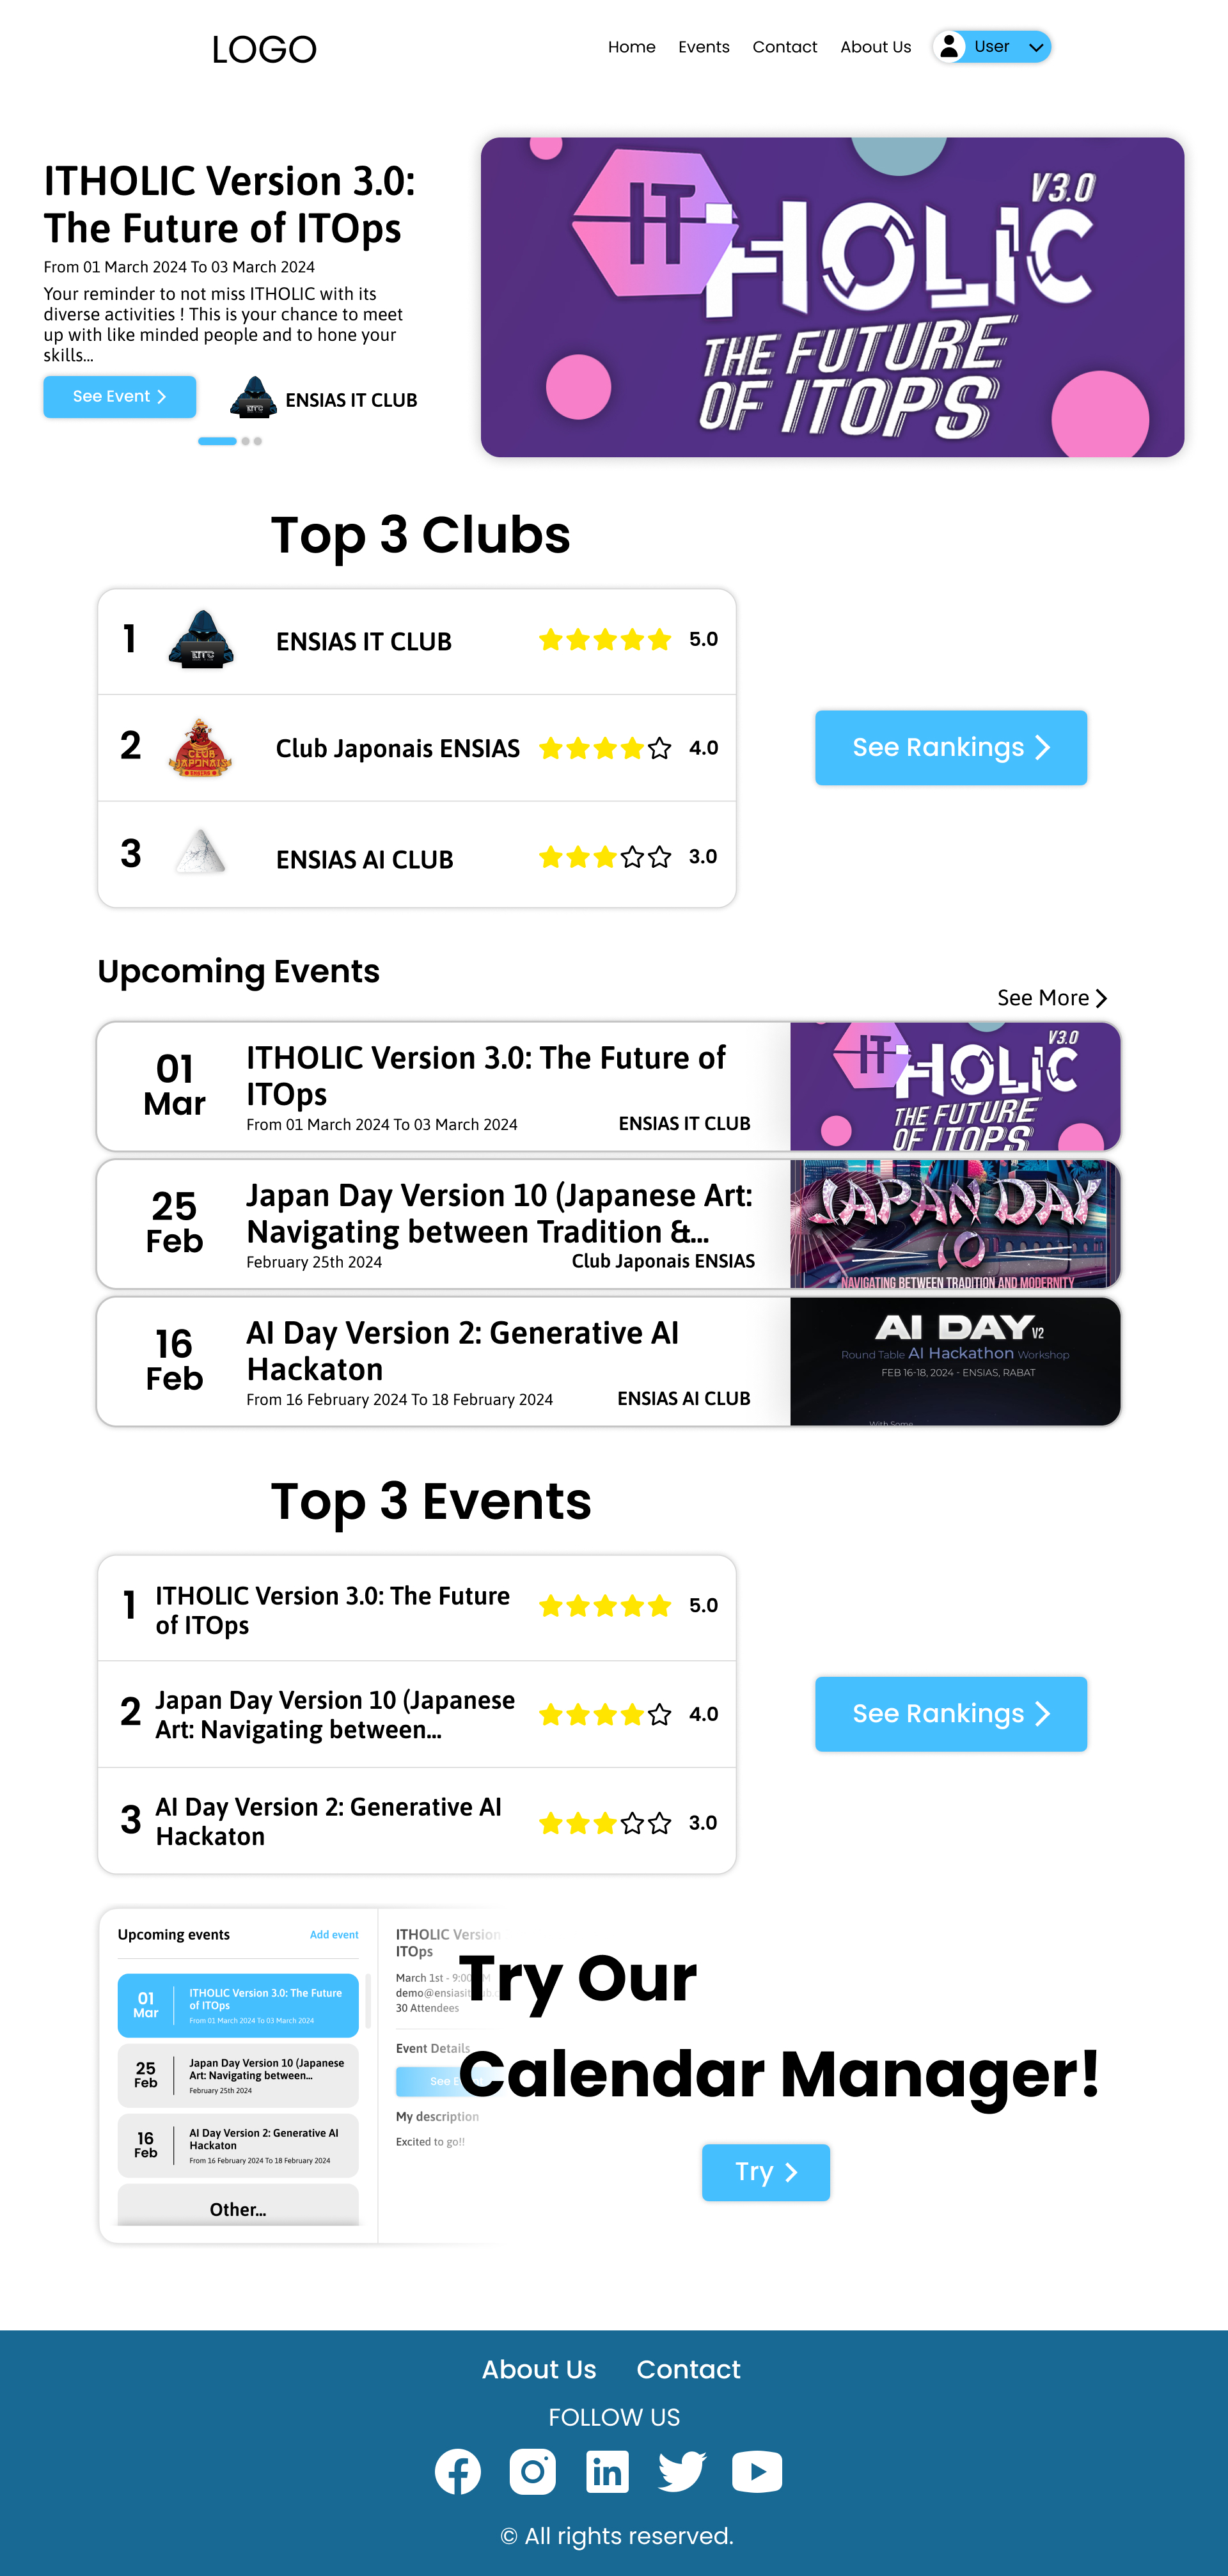 LOGO
Home Events Contact About Us User
ITHOLIC Version 3.0:
The Future of ITOps
From 01 March 2024 To 03 March 2024
Your reminder to not miss ITHOLIC with its
diverse activities ! This is your chance to meet
up with like minded people and to hone your
skills...
See Event
ENSIAS IT CLUB
V3.0
IT HOLIC
THE FUTURE
OF ITOPS
Top 3 Clubs
1 ENSIAS IT CLUB 5.0
2 CLUB JAPONAIS ENSIAS Club Japonais ENSIAS 4.0
3 ENSIAS AI CLUB 3.0
See Rankings
Upcoming Events
See More
01
Mar
ITHOLIC Version 3.0: The Future of
ITOps
From 01 March 2024 To 03 March 2024 ENSIAS IT CLUB
V3.0
IT HOLIC
THE FUTURE
OF ITOPS
25
Feb
Japan Day Version 10 (Japanese Art:
Navigating between Tradition &...
February 25th 2024 Club Japonais ENSIAS
JAPAN DAY
10
NAVIGATING BETWEEN TRADITION AND MODERNITY
16
Feb
AI Day Version 2: Generative AI
Hackaton
From 16 February 2024 To 18 February 2024 ENSIAS AI CLUB
AI DAY V2
Round Table AI Hackathon Workshop
FEB 16-18, 2024 - ENSIAS, RABAT
With Some
Top 3 Events
1 ITHOLIC Version 3.0: The Future
of ITOps
5.0
2 Japan Day Version 10 (Japanese
Art: Navigating between...
4.0
3 AI Day Version 2: Generative AI
Hackaton
3.0
See Rankings
Upcoming events Add event
01
Mar
ITHOLIC Version 3.0: The Future
of ITOps
From 01 March 2024 To 03 March 2024
25
Feb
Japan Day Version 10 (Japanese
Art: Navigating between...
February 25th 2024
16
Feb
AI Day Version 2: Generative AI
Hackaton
From 16 February 2024 To 18 February 2024
Other...
ITHOLIC Version
ITOps
March 1st - 9:00
30 Attendees
Event Details
See
My description
Excited to go!!
Try Our
Calendar Manager!
Try
About Us Contact
FOLLOW US
© All rights reserved.